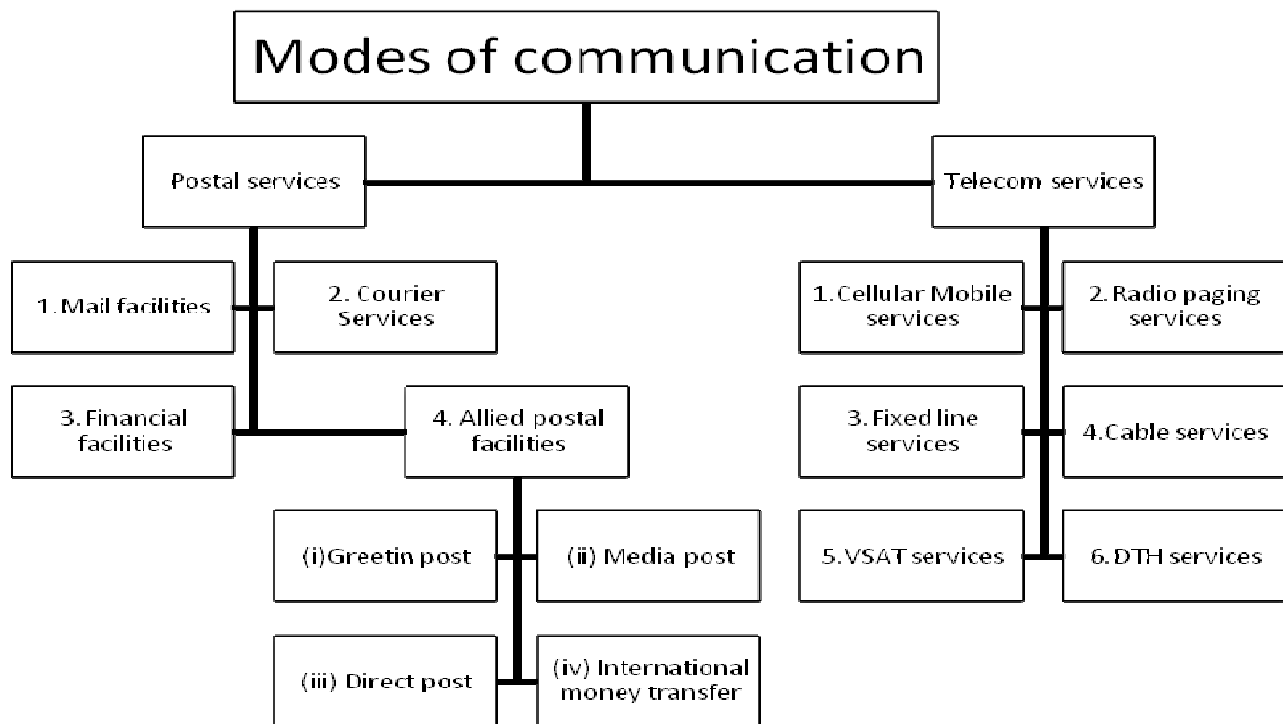 Modes of communication
Postal services
Telecom services
1. Mail facilities
2. Courier
Services
1. Cellular Mobile
services
2. Radio paging
services
3. Financial
facilities
4. Allied postal
facilities
3. Fixed line
services
4. Cable services
(i)Greetin post
(ii) Media post
5. VSAT services
6. DTH services
(iii) Direct post
(iv) International
money transfer